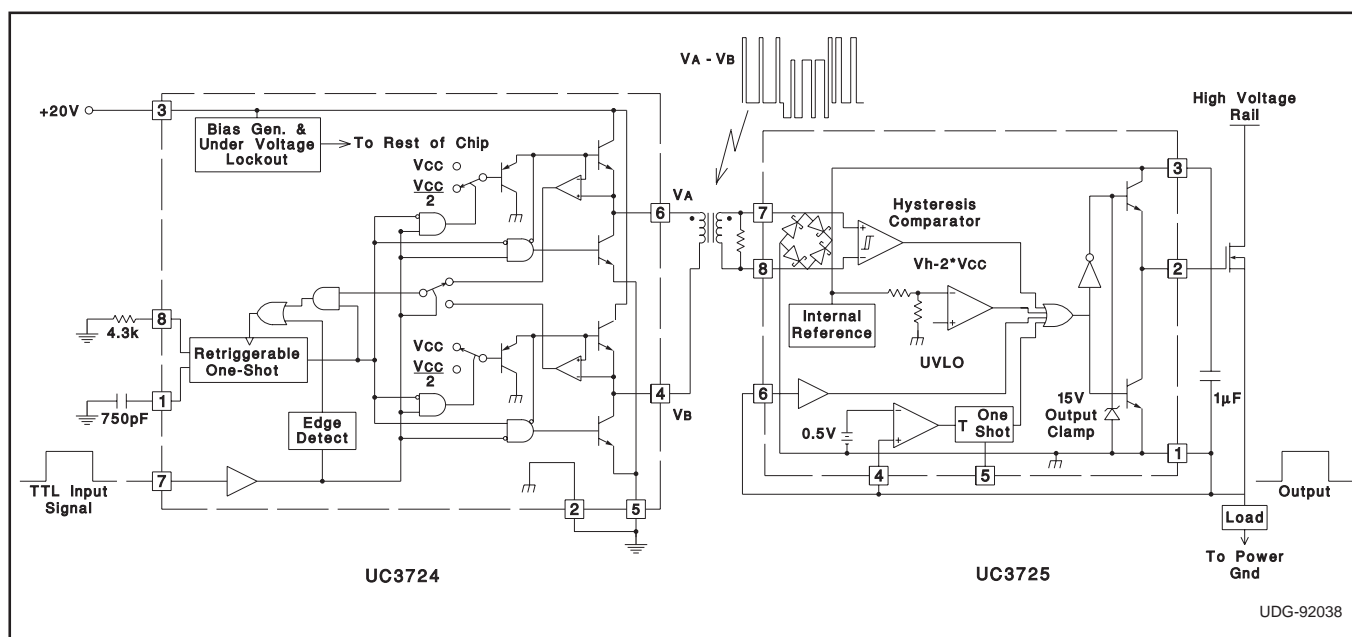 VA - VB
+20V
3
Bias Gen. &
Under Voltage
Lockout
To Rest of Chip
VCC
VCC
2
VA
6
8
4.3k
Retriggerable
One-Shot
1
750pF
Edge
Detect
VCC
VCC
2
4
VB
7
TTL Input
Signal
2
5
UC3724
High Voltage
Rail
3
7
8
Hysteresis
Comparator
Vh-2*VCC
2
Internal
Reference
UVLO
6
0.5V
T
One
Shot
15V
Output
Clamp
1µF
1
4
5
Output
Load
To Power
Gnd
UC3725
UDG-92038